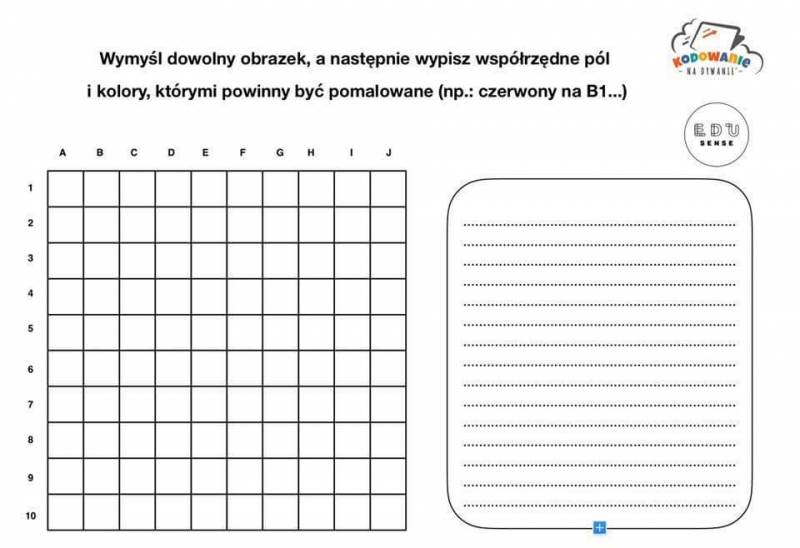 Wymyśl dowolny obrazek, a następnie wypisz współrzędne pól
i kolory, którymi powinny być pomalowane (np.: czerwony na B1...)
KODOWANIE
NA DYWANIE
EDU
SENSE
A B C D E F G H I J
1
2
3
4
5
6
7
8
9
10